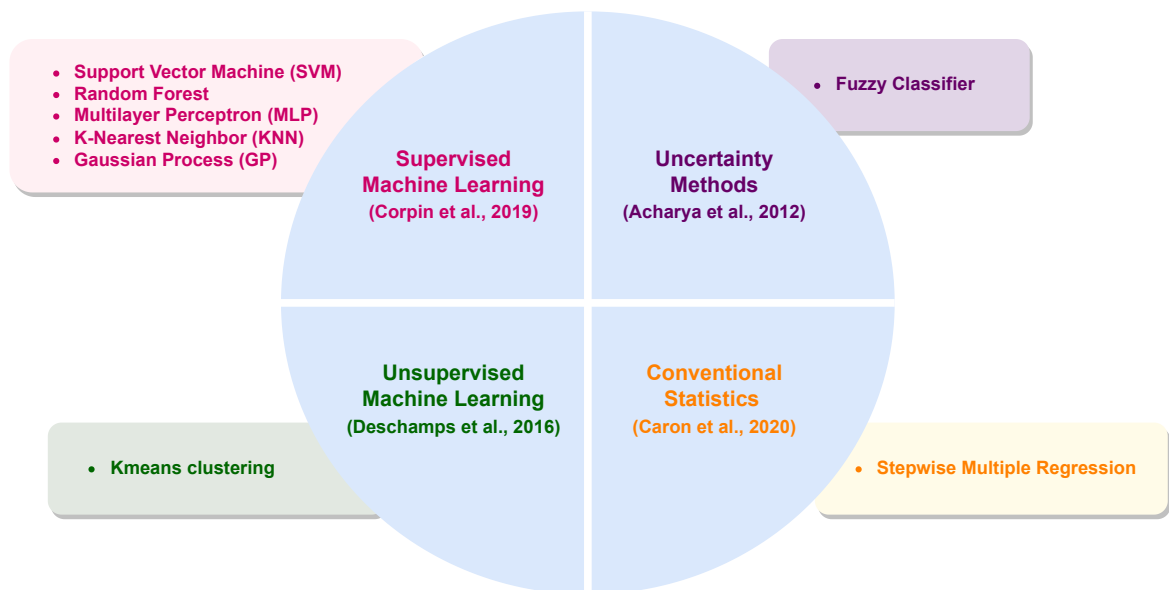 • Support Vector Machine (SVM)
• Random Forest
• Multilayer Perceptron (MLP)
• K-Nearest Neighbor (KNN)
• Gaussian Process (GP)
Supervised
Machine Learning
(Corpin et al., 2019)
• Fuzzy Classifier
Uncertainty
Methods
(Acharya et al., 2012)
Unsupervised
Machine Learning
(Deschamps et al., 2016)
• Kmeans clustering
Conventional
Statistics
(Caron et al., 2020)
• Stepwise Multiple Regression